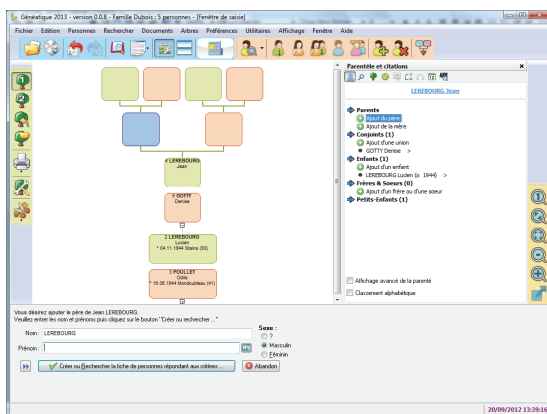 Généatique 2013 - version 0.0.8 - Famille Dubois : 5 personnes - [Fenêtre de saisie]
Fichier Edition Personnes Rechercher Documents Arbres Préférences Utilitaires Affichage Fenêtre Aide
Parentèle et citations
LEREBOURG Jean
Parents
Ajout du père
Ajout de la mère
Conjoints (1)
Ajout d'une union
GOTTY Denise >
Enfants (1)
Ajout d'un enfant
LEREBOURG Lucien (o 1944) >
Frères & Soeurs (0)
Ajout d'un frère ou d'une soeur
Petits-Enfants (1)
4 LEREBOURG
Jean
5 GOTTY
Denise
2 LEREBOURG
Lucien
* 04.11.1944 Stains (93)
3 POULLET
Odile
* 16.08.1944 Mondoubleau (41)
Affichage avancé de la parenté
Classement alphabétique
Vous désirez ajouter le père de Jean LEREBOURG.
Veuillez entrer les nom et prénoms puis cliquez sur le bouton "Créer ou rechercher ..."
Nom : LEREBOURG
Prénom :
Sexe :
?
Masculin
Féminin
Créer ou Rechercher la fiche de personnes répondant aux critères ...
Abandon
20/09/2012 13:39:16